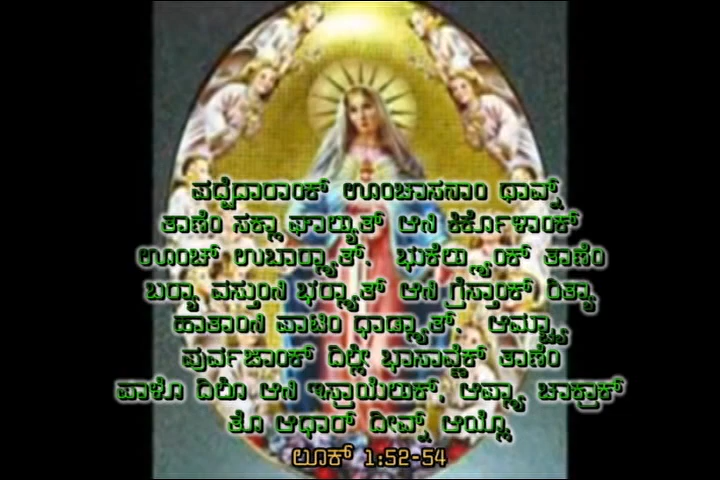 ಪದ್ವೆದಾರಾಂಕ್ ಊಂಚಾಸನಾಂ ಥಾವ್ನ್
ತಾಣೆಂ ಸಕ್ಲಾ ಘಾಲ್ಯುತ್ ಆನಿ ಕಿರ್ಕೊಳಾಂಕ್
ಊಂಚ್ ಉಬಾರ್‍ಲ್ಯಾತ್. ಭುಕೆಲ್ಲ್ಯಾಂಕ್ ತಾಣೆಂ
ಬರ‍್ಯಾ ವಸ್ತುಂನಿ ಭರ್‍ಲ್ಯಾತ್ ಆನಿ ಗ್ರೆಸ್ತಾಂಕ್ ರಿತ್ಯಾ
ಹಾತಾಂನಿ ಪಾಟಿಂ ಧಾಡ್ಲ್ಯಾತ್. ಆಮ್ಚ್ಯಾ
ಪುರ್ವಜಾಂಕ್ ದಿಲ್ಲೇ ಭಾಸಾವ್ಣೆಕ್ ತಾಣೆಂ
ಪಾಳೊ ದಿಲೊ ಆನಿ ಇಸ್ರಾಯೆಲಾಕ್, ಆಪ್ಲ್ಯಾ ಚಾಕ್ರಾಕ್
ತೊ ಆಧಾರ್ ದೀವ್ನ್ ಆಯ್ಲೊ
ಲೂಕ್ 1:52-54